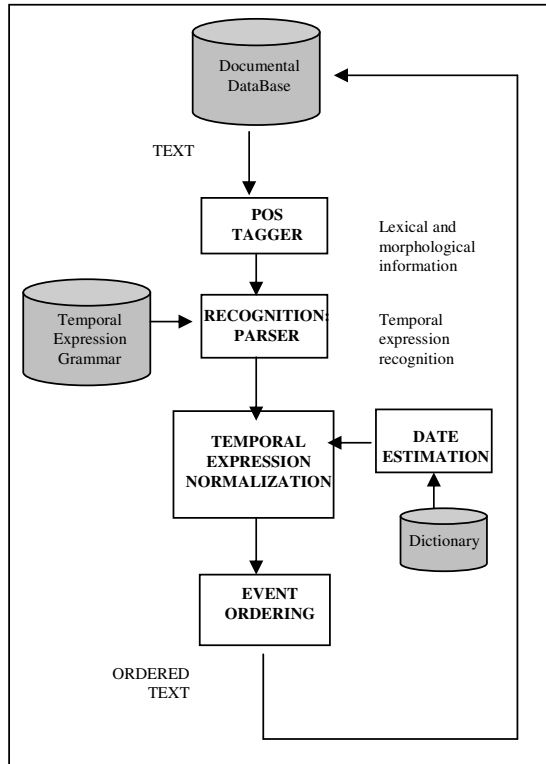 Documental
DataBase
TEXT
POS
TAGGER
Lexical and
morphological
information
Temporal
Expression
Grammar
RECOGNITION:
PARSER
Temporal
expression
recognition
TEMPORAL
EXPRESSION
NORMALIZATION
DATE
ESTIMATION
Dictionary
EVENT
ORDERING
ORDERED
TEXT